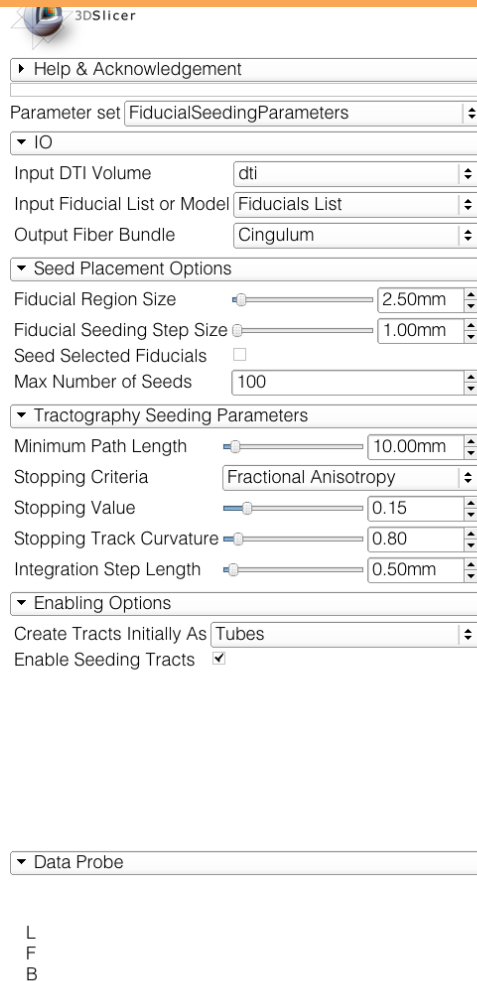 3DSlicer
Help & Acknowledgement
Parameter set FiducialSeedingParameters
IO
Input DTI Volume dti
Input Fiducial List or Model Fiducials List
Output Fiber Bundle Cingulum
Seed Placement Options
Fiducial Region Size 2.50mm
Fiducial Seeding Step Size 1.00mm
Seed Selected Fiducials
Max Number of Seeds 100
Tractography Seeding Parameters
Minimum Path Length 10.00mm
Stopping Criteria Fractional Anisotropy
Stopping Value 0.15
Stopping Track Curvature 0.80
Integration Step Length 0.50mm
Enabling Options
Create Tracts Initially As Tubes
Enable Seeding Tracts
Data Probe
L
F
B